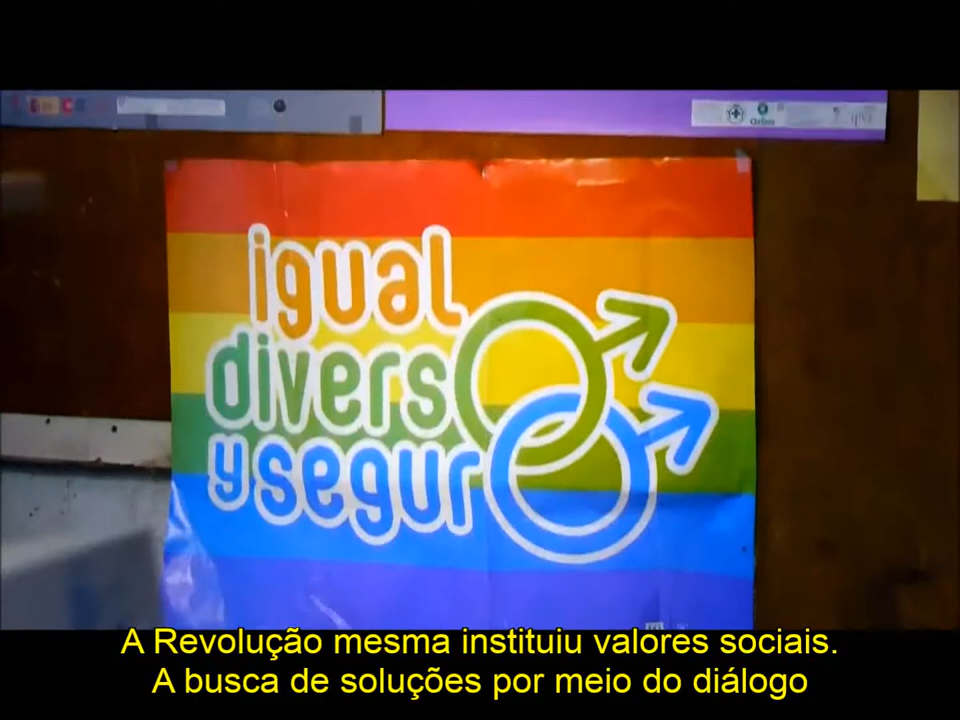 igual
diverso
y seguro
A Revolução mesma instituiu valores sociais.
A busca de soluções por meio do diálogo